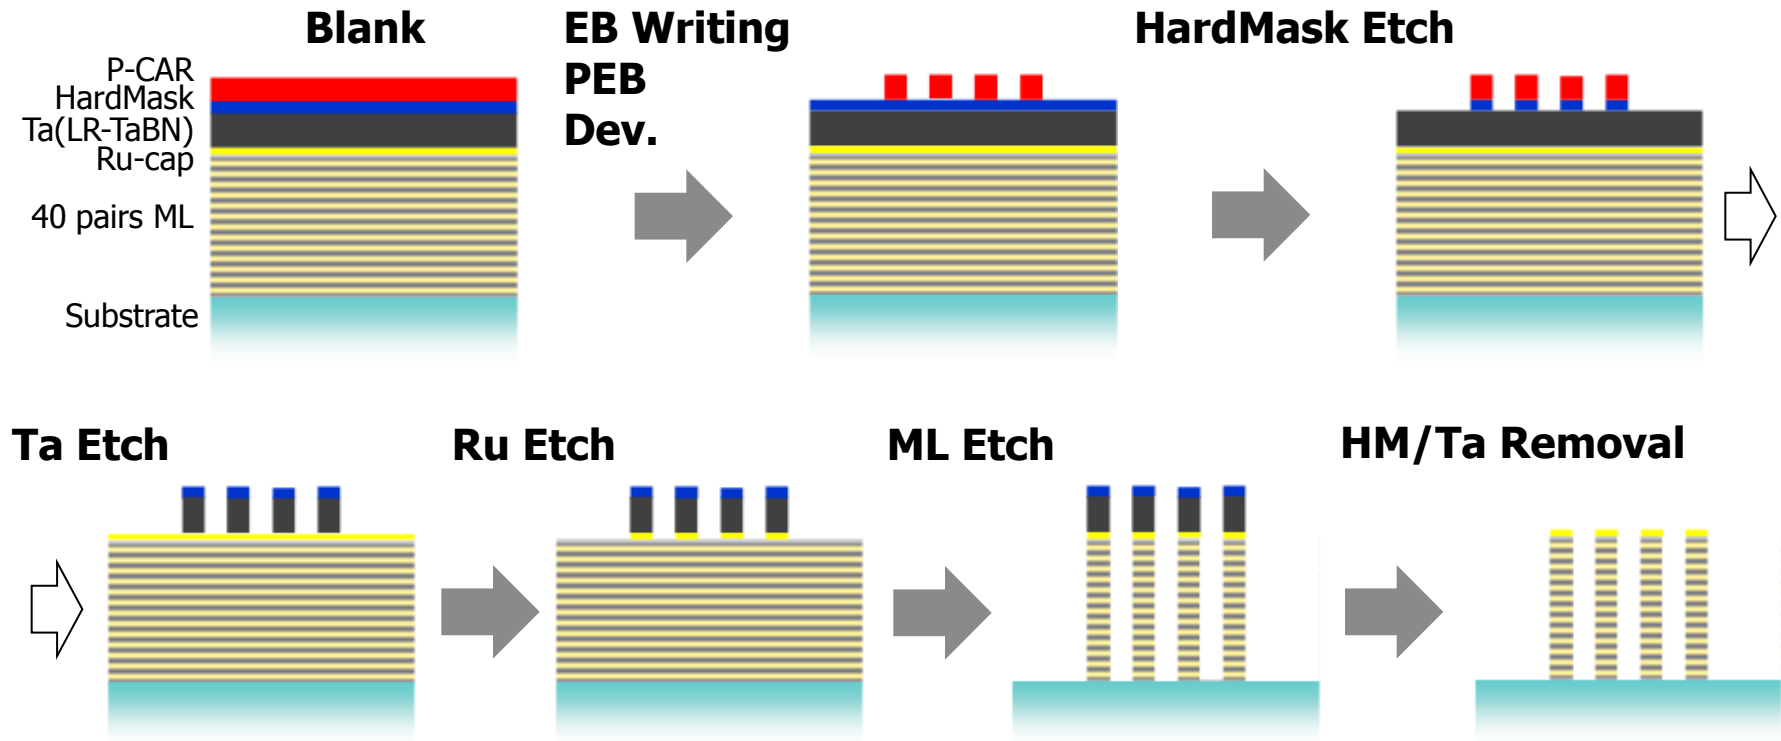 Blank
EB Writing
PEB
Dev.
HardMask Etch
P-CAR
HardMask
Ta(LR-TaBN)
Ru-cap
40 pairs ML
Substrate
Ta Etch
Ru Etch
ML Etch
HM/Ta Removal